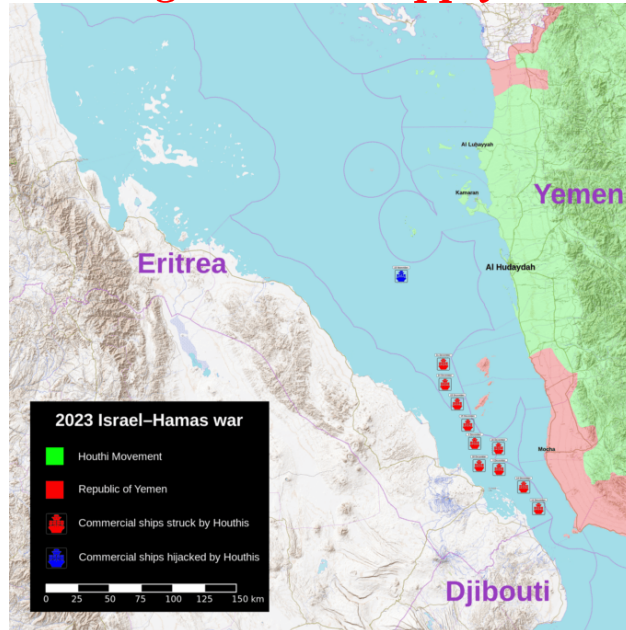 Al Luḥayyah
Kamaran
Yemen
Eritrea
Al Hudaydah
2023 Israel–Hamas war
Houthi Movement
Republic of Yemen
Mocha
Commercial ships struck by Houthis
Commercial ships hijacked by Houthis
0 25 50 75 100 125 150 km
Djibouti